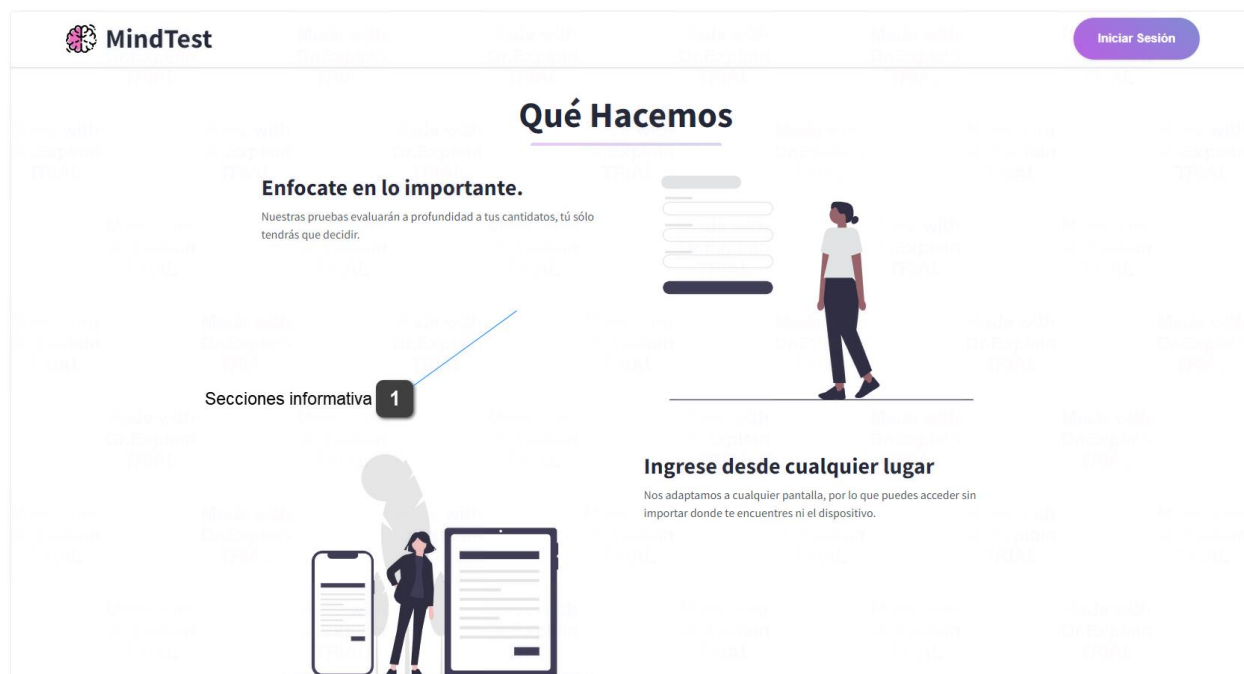 MindTest
Iniciar Sesión
Qué Hacemos
Enfocate en lo importante.
Nuestras pruebas evaluarán a profundidad a tus cantidatos, tú sólo
tendrás que decidir.
Secciones informativa 1
Ingrese desde cualquier lugar
Nos adaptamos a cualquier pantalla, por lo que puedes acceder sin
importar donde te encuentres ni el dispositivo.